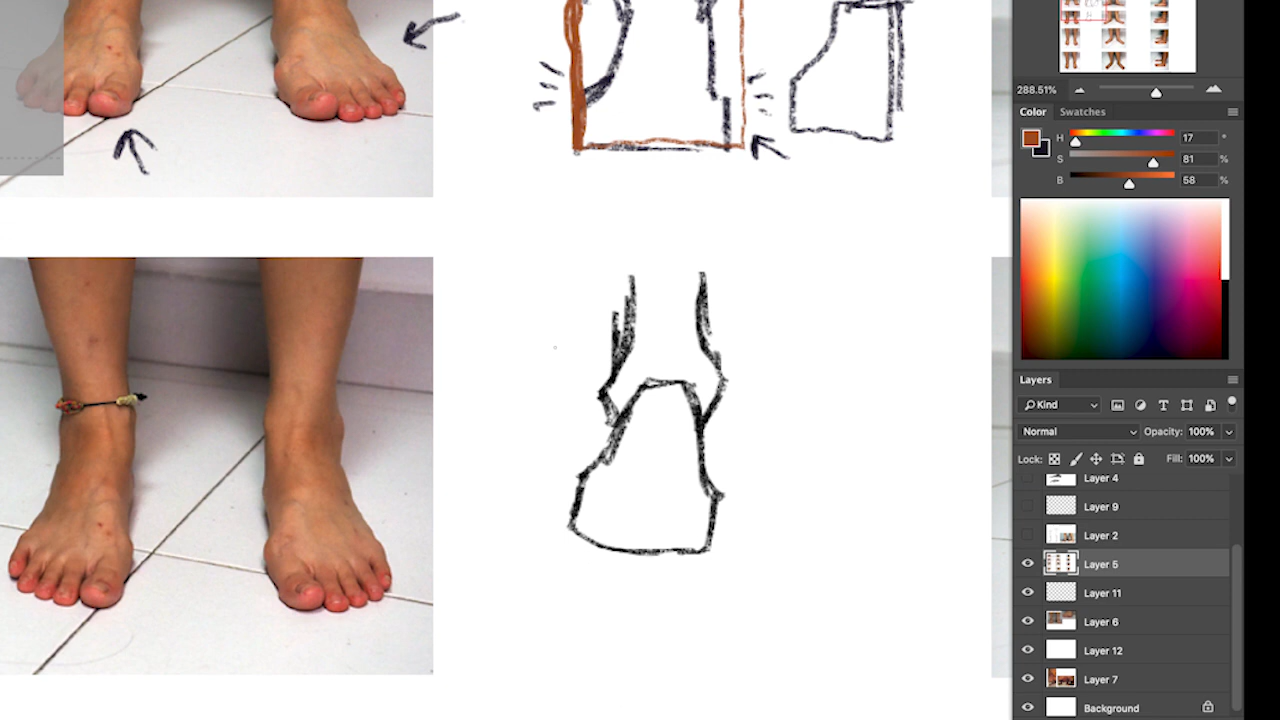 288.51%
Color Swatches
H 17 °
S 81 %
B 58 %
Layers
Kind
Normal Opacity: 100%
Lock: Fill: 100%
Layer 4
Layer 9
Layer 2
Layer 5
Layer 11
Layer 6
Layer 12
Layer 7
Background